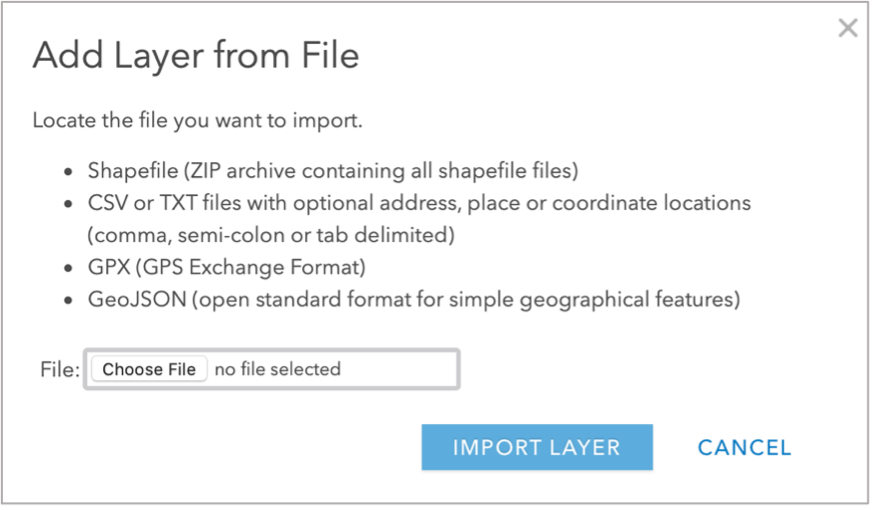 Add Layer from File
Locate the file you want to import.
• Shapefile (ZIP archive containing all shapefile files)
• CSV or TXT files with optional address, place or coordinate locations
(comma, semi-colon or tab delimited)
• GPX (GPS Exchange Format)
• GeoJSON (open standard format for simple geographical features)
File: Choose File no file selected
IMPORT LAYER CANCEL